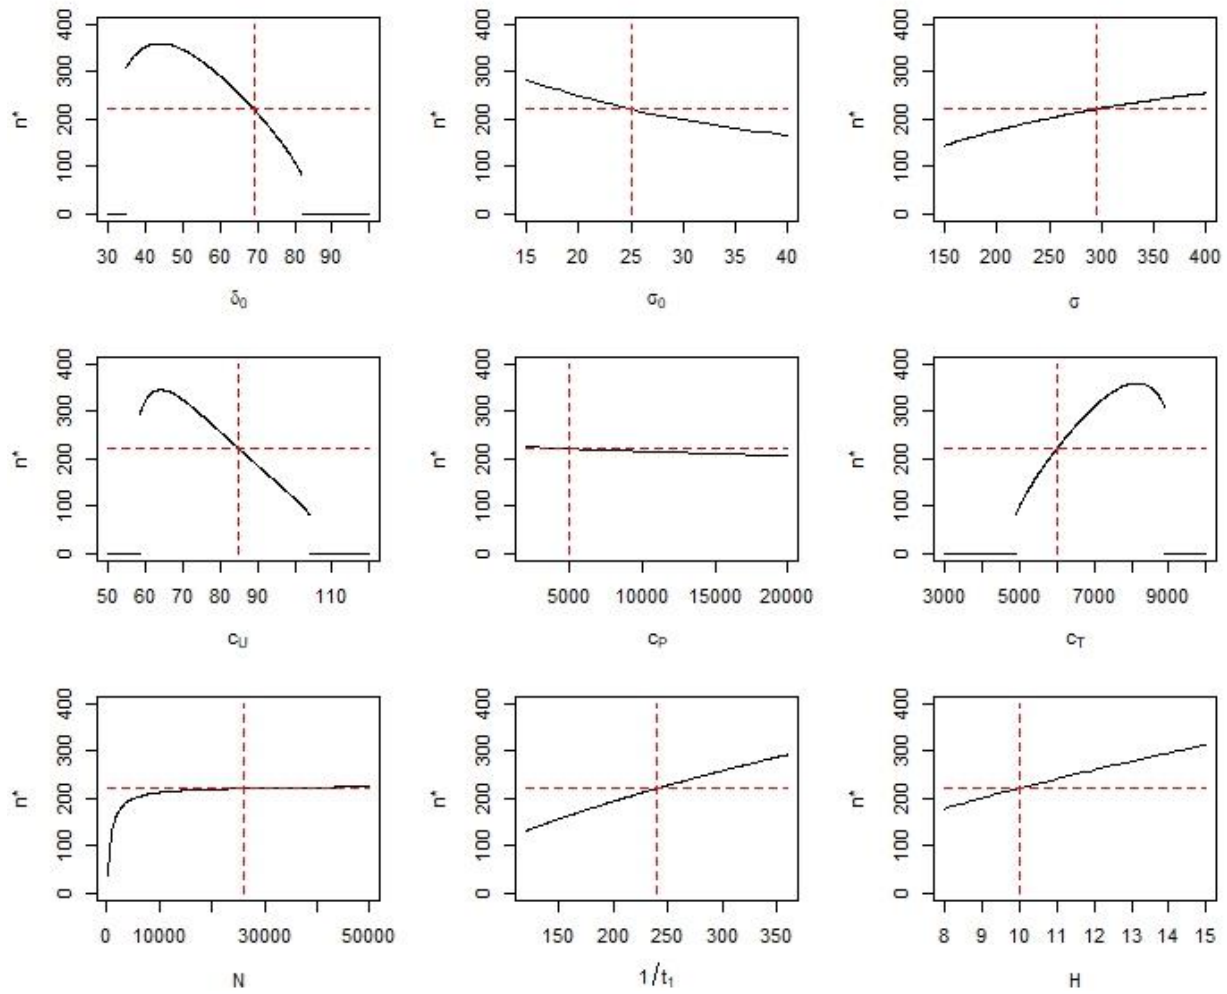 n* 0 100 200 300 400
30 40 50 60 70 80 90
δ₀
n* 0 100 200 300 400
15 20 25 30 35 40
σ₀
n* 0 100 200 300 400
150 200 250 300 350 400
σ
n* 0 100 200 300 400
50 60 70 80 90 110
c_U
n* 0 100 200 300 400
5000 10000 15000 20000
c_P
n* 0 100 200 300 400
3000 5000 7000 9000
c_T
n* 0 100 200 300 400
0 10000 30000 50000
N
n* 0 100 200 300 400
150 200 250 300 350
1/t₁
n* 0 100 200 300 400
8 9 10 11 12 13 14 15
H